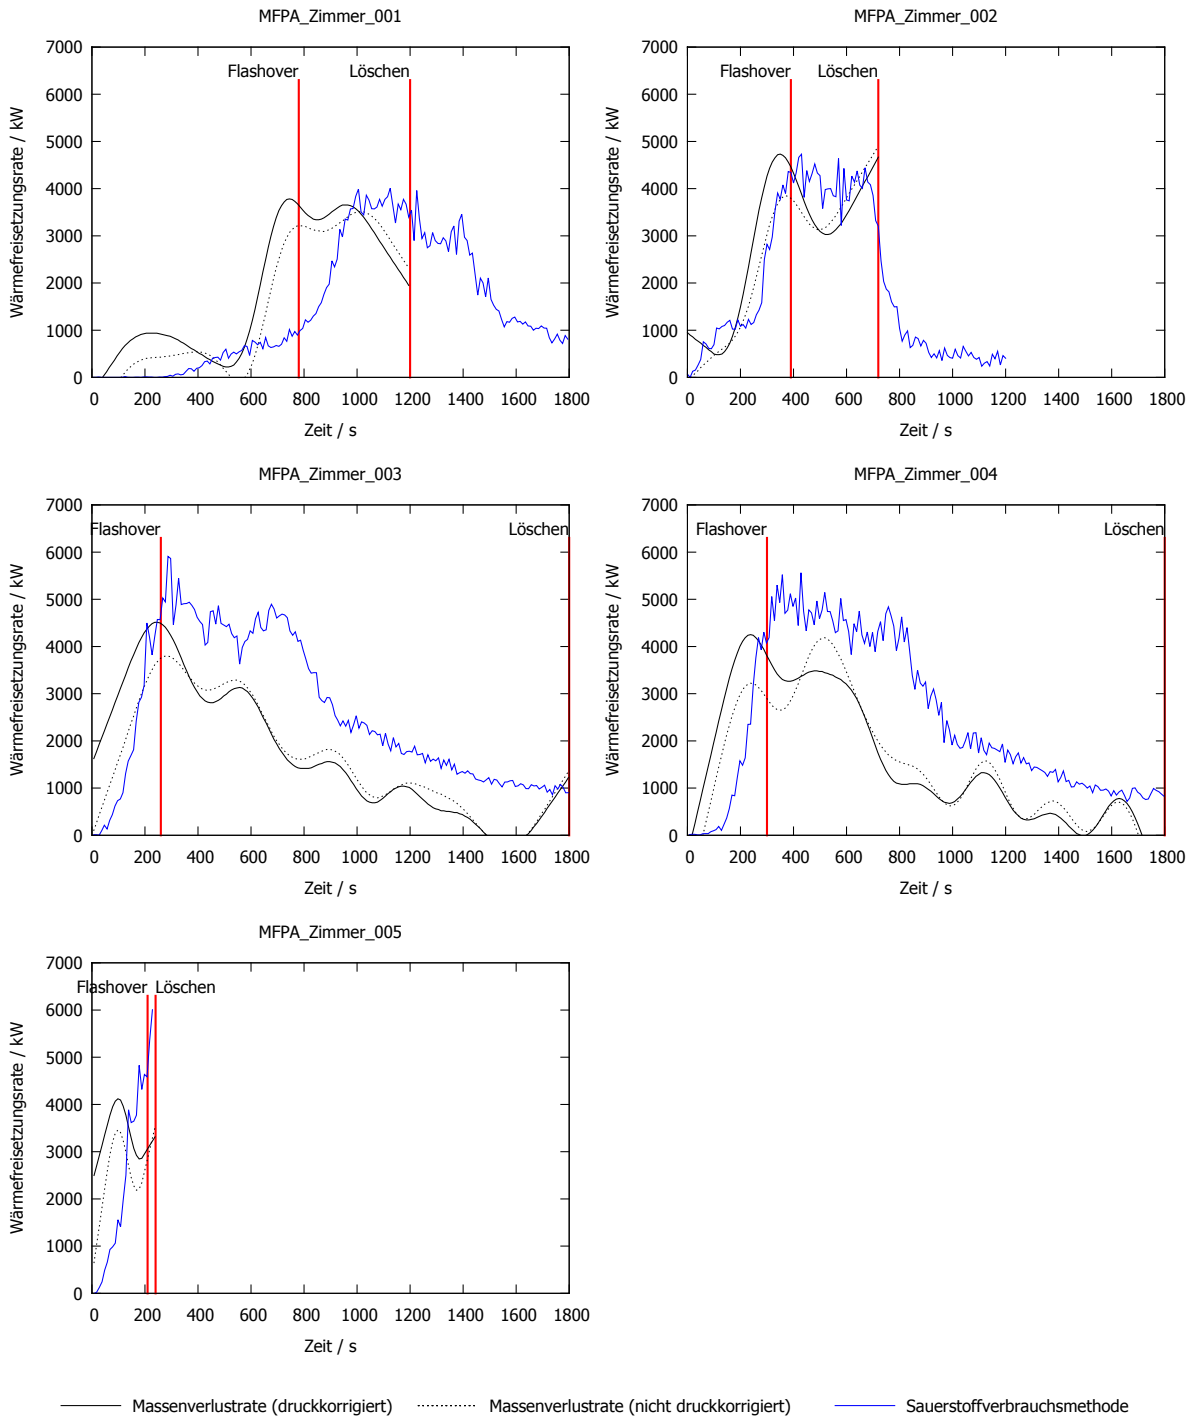 MFPA_Zimmer_001
7000
6000
5000
4000
3000
2000
1000
0
Wärmefreisetzungsrate / kW
Flashover Löschen
0 200 400 600 800 1000 1200 1400 1600 1800
Zeit / s
MFPA_Zimmer_002
7000
6000
5000
4000
3000
2000
1000
0
Wärmefreisetzungsrate / kW
Flashover Löschen
0 200 400 600 800 1000 1200 1400 1600 1800
Zeit / s
MFPA_Zimmer_003
7000
6000
5000
4000
3000
2000
1000
0
Wärmefreisetzungsrate / kW
Flashover Löschen
0 200 400 600 800 1000 1200 1400 1600 1800
Zeit / s
MFPA_Zimmer_004
7000
6000
5000
4000
3000
2000
1000
0
Wärmefreisetzungsrate / kW
Flashover Löschen
0 200 400 600 800 1000 1200 1400 1600 1800
Zeit / s
MFPA_Zimmer_005
7000
6000
5000
4000
3000
2000
1000
0
Wärmefreisetzungsrate / kW
Flashover Löschen
0 200 400 600 800 1000 1200 1400 1600 1800
Zeit / s
Massenverlustrate (druckkorrigiert) Massenverlustrate (nicht druckkorrigiert) Sauerstoffverbrauchsmethode